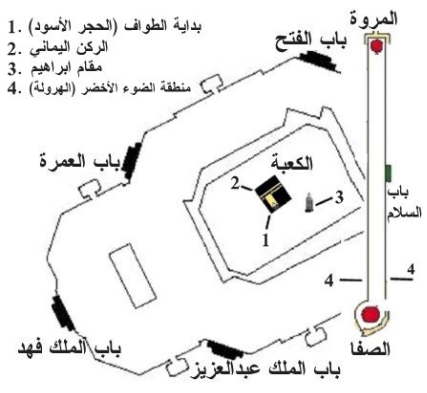 1. بداية الطواف (الحجر الأسود)
2. الركن اليماني
3. مقام ابراهيم
4. منطقة الضوء الأخضر (الهرولة)
المروة
باب الفتح
باب العمرة
الكعبة
2
3
1
باب
السلام
4
4
الصفا
باب الملك فهد
باب الملك عبدالعزيز